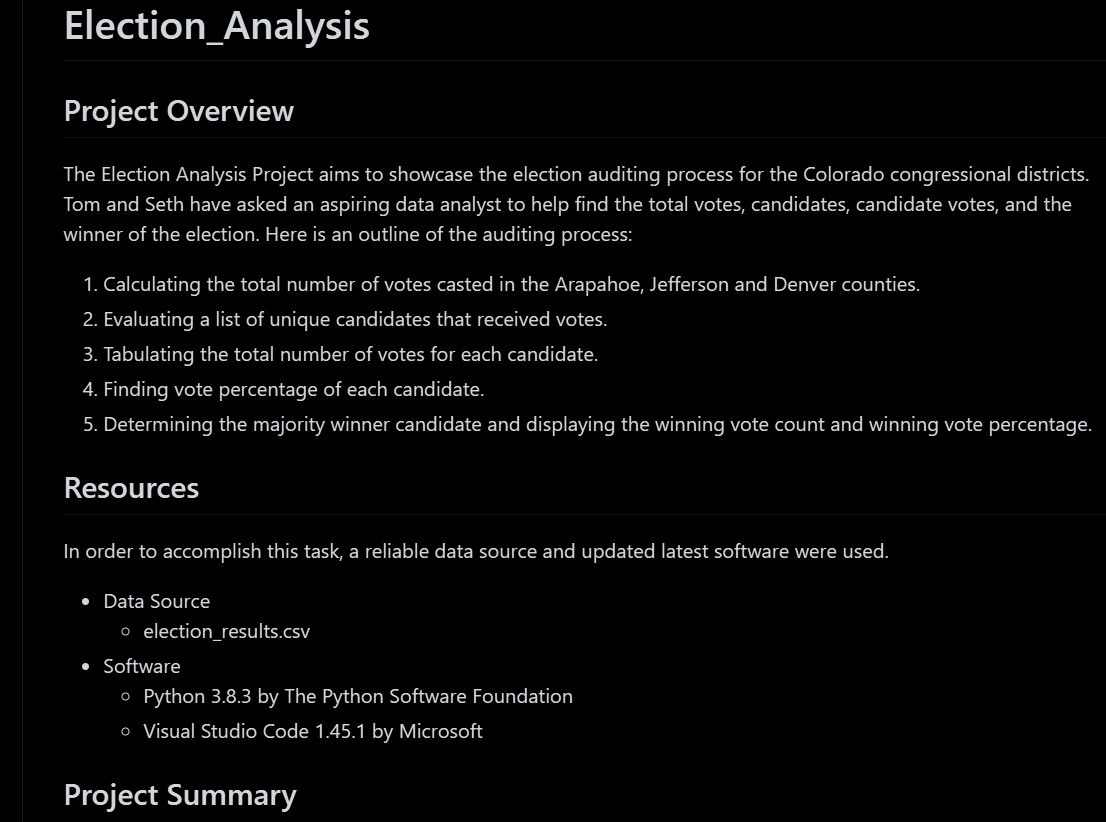 Election_Analysis
Project Overview
The Election Analysis Project aims to showcase the election auditing process for the Colorado congressional districts.
Tom and Seth have asked an aspiring data analyst to help find the total votes, candidates, candidate votes, and the
winner of the election. Here is an outline of the auditing process:
1. Calculating the total number of votes casted in the Arapahoe, Jefferson and Denver counties.
2. Evaluating a list of unique candidates that received votes.
3. Tabulating the total number of votes for each candidate.
4. Finding vote percentage of each candidate.
5. Determining the majority winner candidate and displaying the winning vote count and winning vote percentage.
Resources
In order to accomplish this task, a reliable data source and updated latest software were used.
• Data Source
◦ election_results.csv
• Software
◦ Python 3.8.3 by The Python Software Foundation
◦ Visual Studio Code 1.45.1 by Microsoft
Project Summary